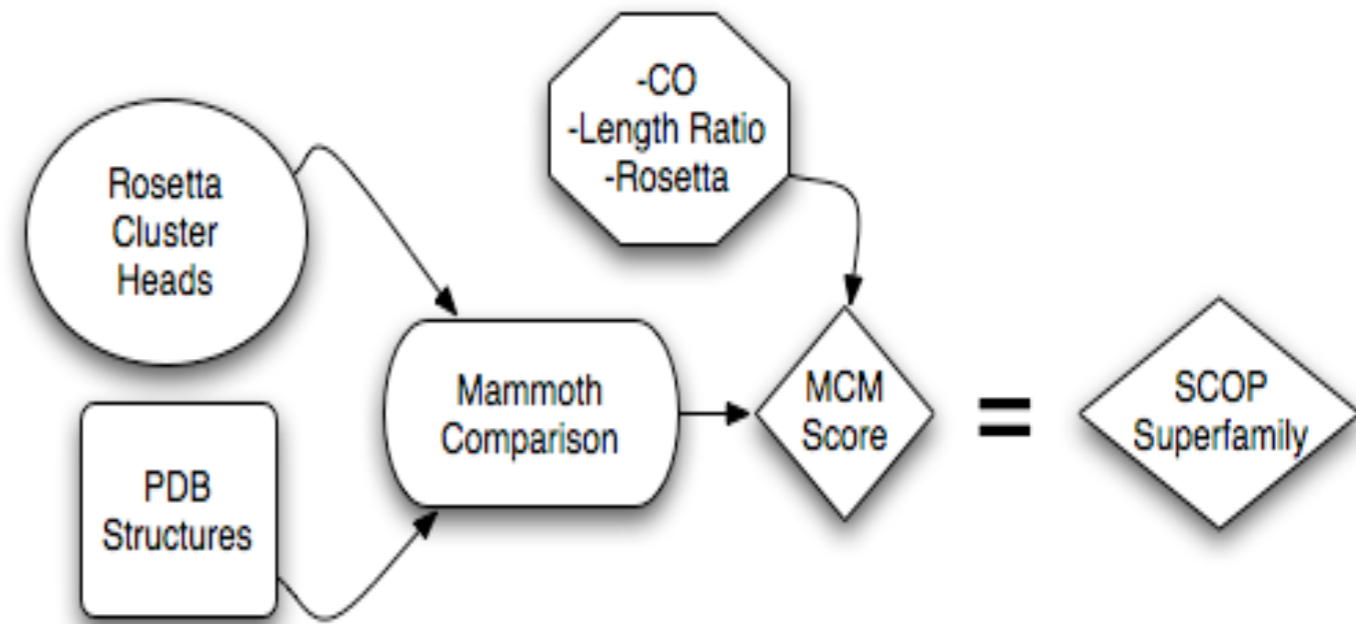 -CO
-Length Ratio
-Rosetta
Rosetta
Cluster
Heads
Mammoth
Comparison
MCM
Score
=
SCOP
Superfamily
PDB
Structures